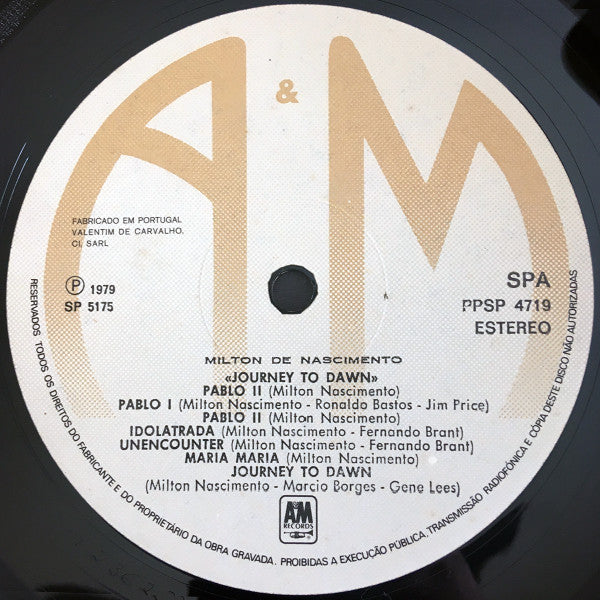 A & M
FABRICADO EM PORTUGAL
VALENTIM DE CARVALHO,
CI, SARL
℗ 1979
SP 5175
SPA
PPSP 4719
ESTEREO
MILTON DE NASCIMENTO
«JOURNEY TO DAWN»
PABLO II (Milton Nascimento)
PABLO I (Milton Nascimento - Ronaldo Bastos - Jim Price)
PABLO II (Milton Nascimento)
IDOLATRADA (Milton Nascimento - Fernando Brant)
UNENCOUNTER (Milton Nascimento - Fernando Brant)
MARIA MARIA (Milton Nascimento)
JOURNEY TO DAWN
(Milton Nascimento - Marcio Borges - Gene Lees)
A&M
RECORDS
RESERVADOS TODOS OS DIREITOS DO FABRICANTE E DO PROPRIETÁRIO DA OBRA GRAVADA. PROIBIDAS A EXECUÇÃO PÚBLICA, TRANSMISSÃO RADIOFÓNICA E CÓPIA DESTE DISCO NÃO AUTORIZADAS